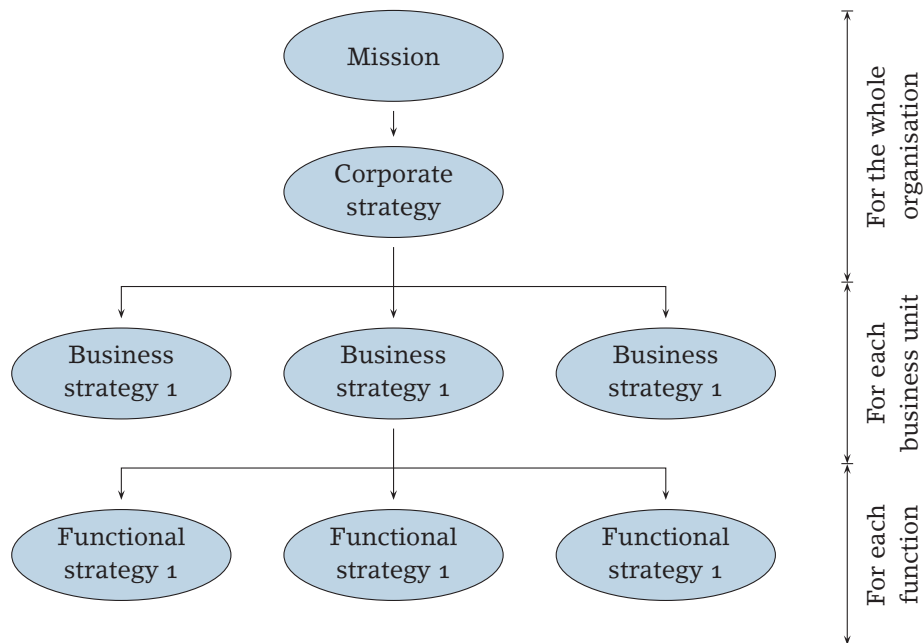 Mission
Corporate
strategy
For the whole
organisation
Business
strategy 1
Business
strategy 1
Business
strategy 1
For each
business unit
Functional
strategy 1
Functional
strategy 1
Functional
strategy 1
For each
function